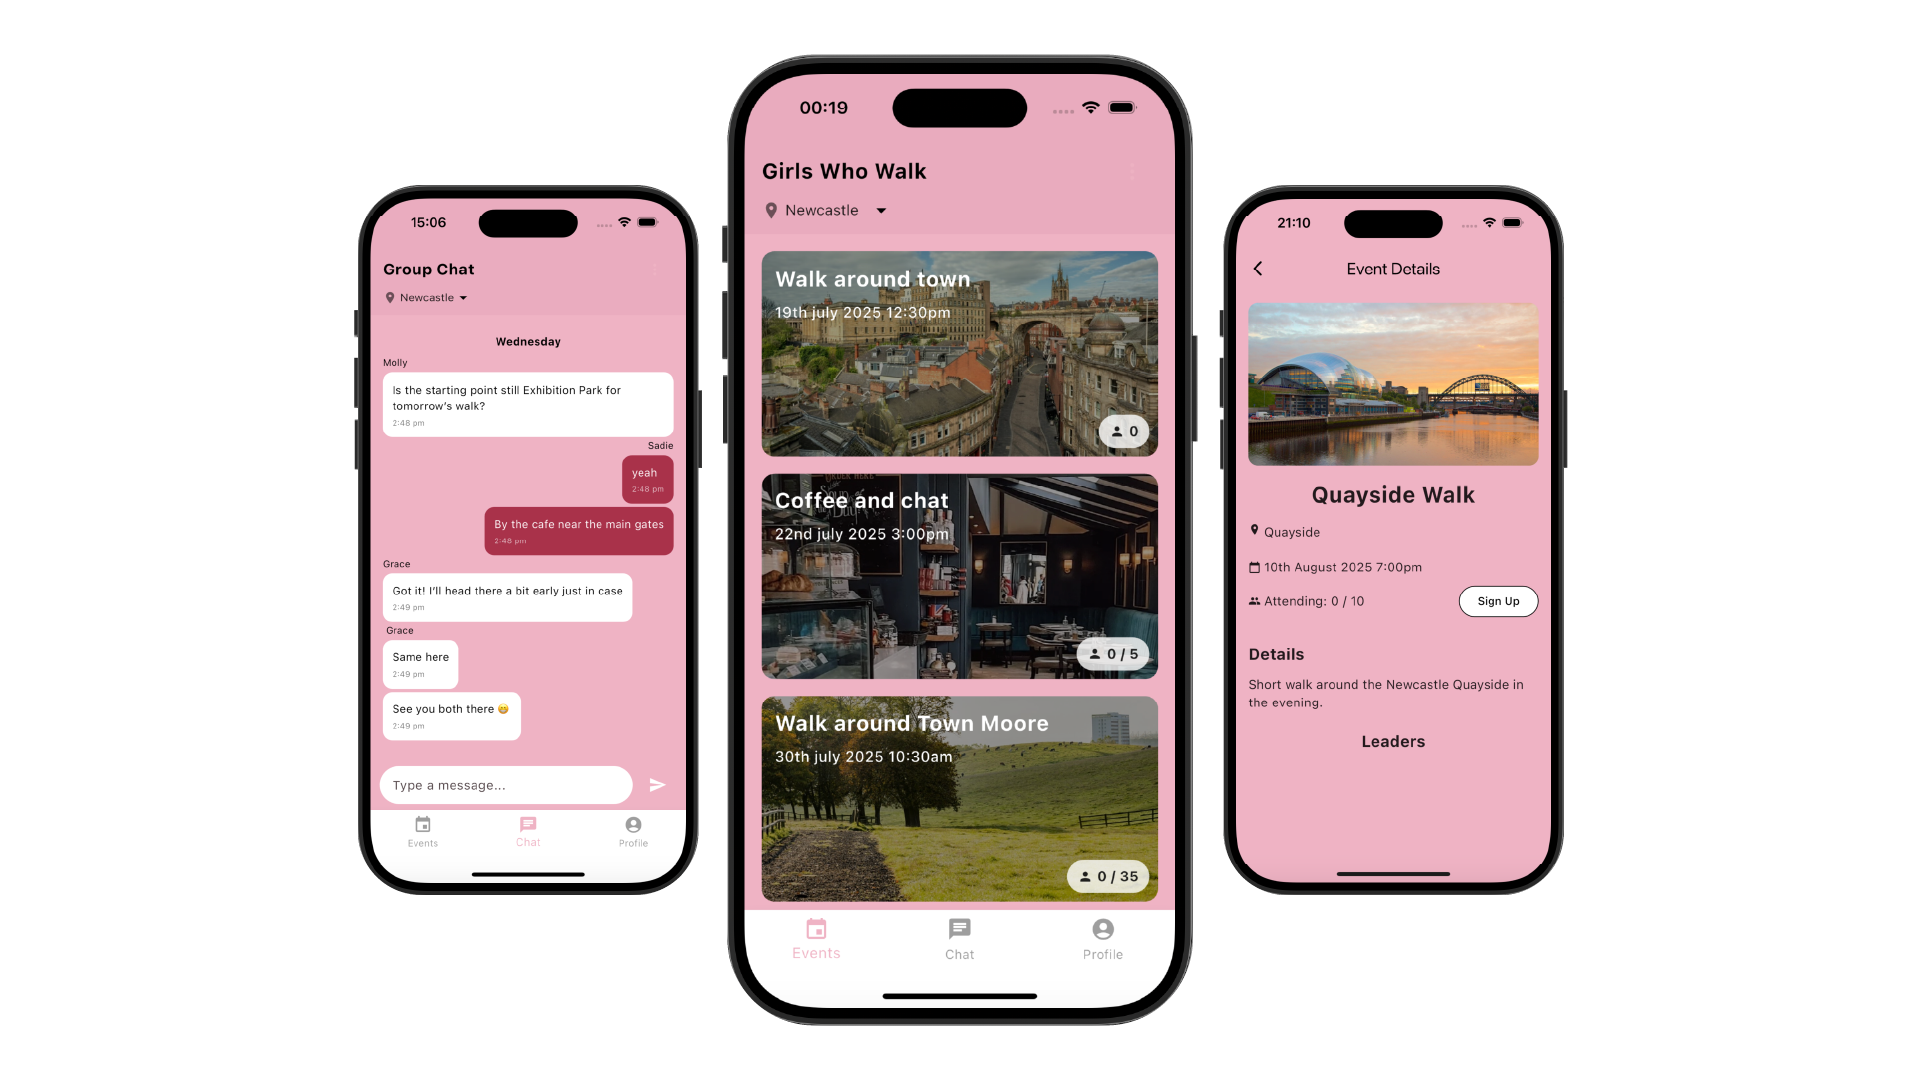 15:06
Group Chat
Newcastle
Wednesday
Molly
Is the starting point still Exhibition Park for
tomorrow's walk?
2:48 pm
Sadie
yeah
2:48 pm
By the cafe near the main gates
2:48 pm
Grace
Got it! I'll head there a bit early just in case
2:49 pm
Grace
Same here
2:49 pm
See you both there 😄
2:49 pm
Type a message...
Events
Chat
Profile
00:19
Girls Who Walk
Newcastle
Walk around town
19th july 2025 12:30pm
0
ORDER HERE
Coffee and chat
22nd july 2025 3:00pm
0 / 5
Walk around Town Moore
30th july 2025 10:30am
0 / 35
Events
Chat
Profile
21:10
Event Details
Quayside Walk
Quayside
10th August 2025 7:00pm
Attending: 0 / 10
Sign Up
Details
Short walk around the Newcastle Quayside in
the evening.
Leaders